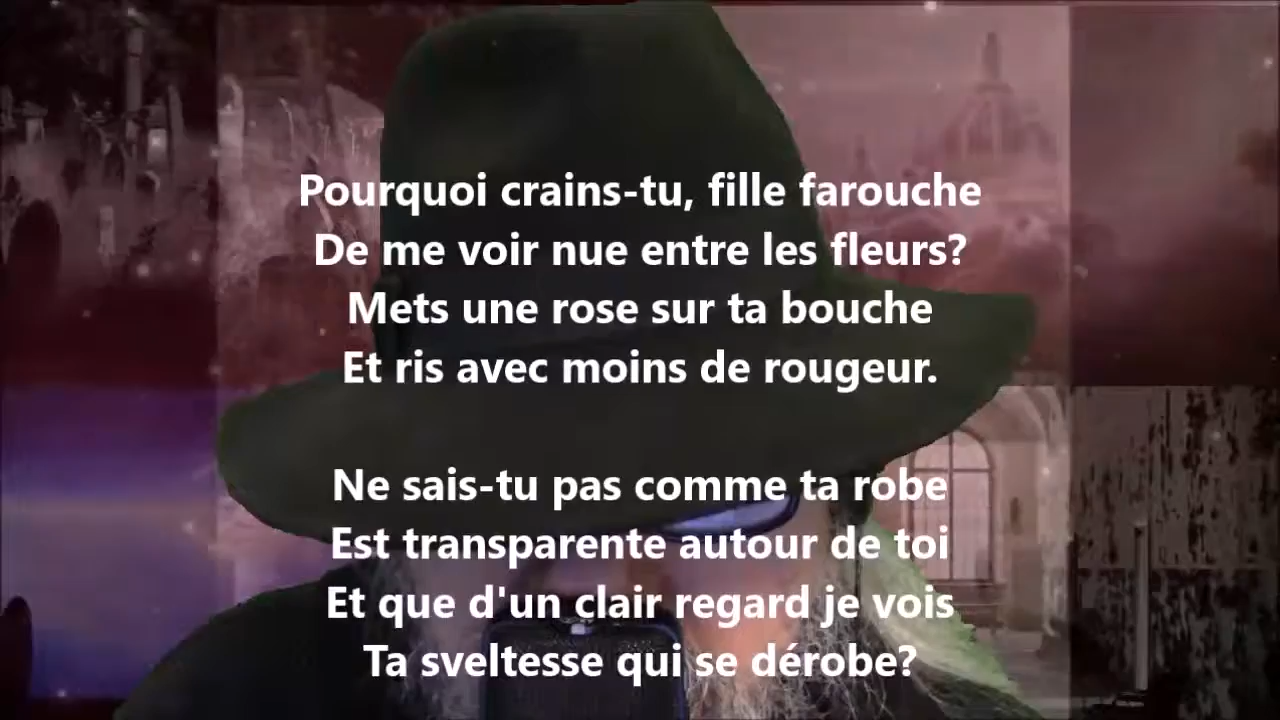 Pourquoi crains-tu, fille farouche
De me voir nue entre les fleurs?
Mets une rose sur ta bouche
Et ris avec moins de rougeur.
Ne sais-tu pas comme ta robe
Est transparente autour de toi
Et que d'un clair regard je vois
Ta sveltesse qui se dérobe?